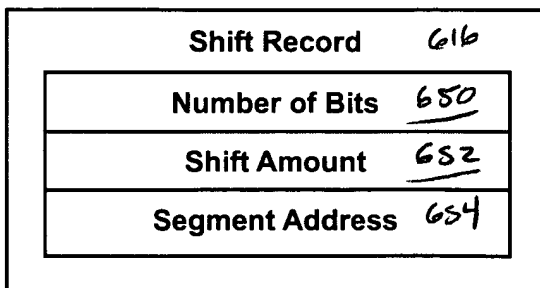 Shift Record 616
Number of Bits 650
Shift Amount 652
Segment Address 654